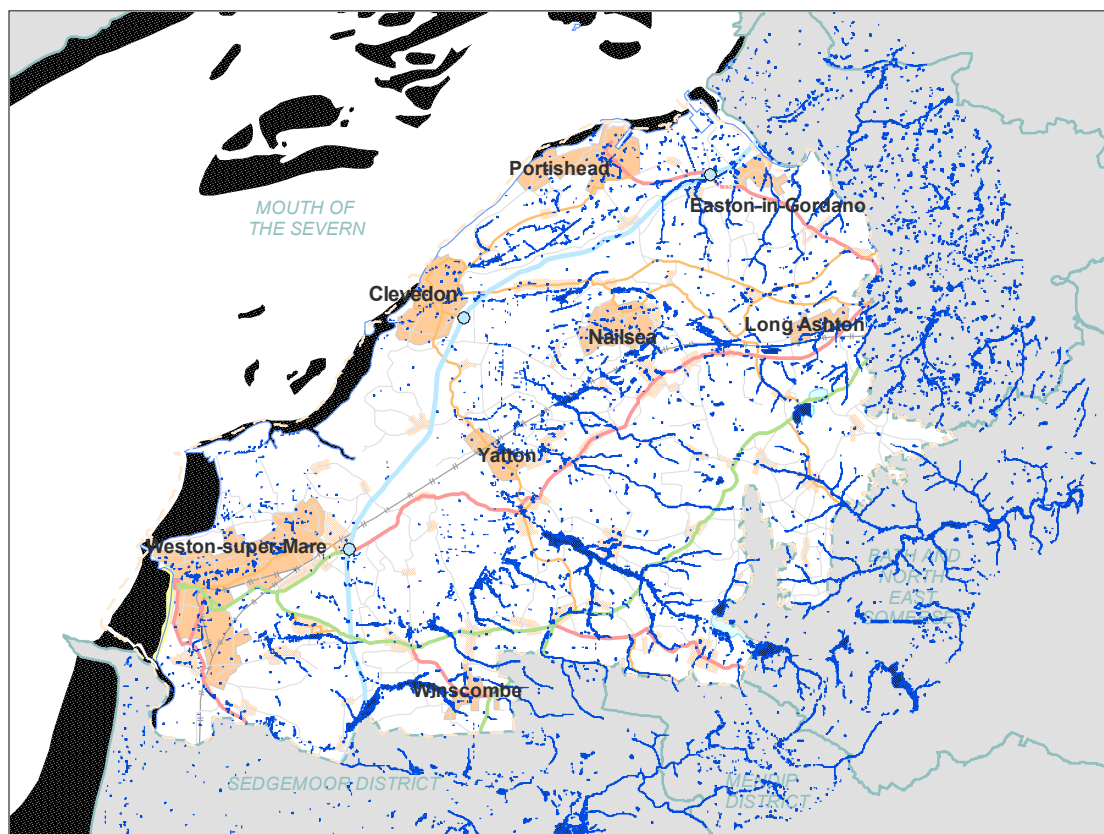 Portishead
Easton-in-Gordano
MOUTH OF
THE SEVERN
Clevedon
Nailsea
Long Ashton
Yatton
Weston-super-Mare
BATH AND
NORTH
EAST
SOMERSET
Winscombe
SEDGEMOOR DISTRICT
MENDIP
DISTRICT